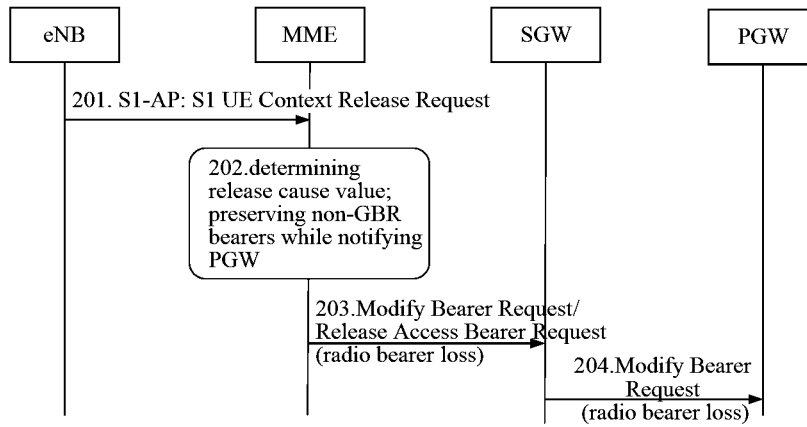 eNB
MME
SGW
PGW
201. S1-AP: S1 UE Context Release Request
202.determining
release cause value;
preserving non-GBR
bearers while notifying
PGW
203.Modify Bearer Request/
Release Access Bearer Request
(radio bearer loss)
204.Modify Bearer
Request
(radio bearer loss)